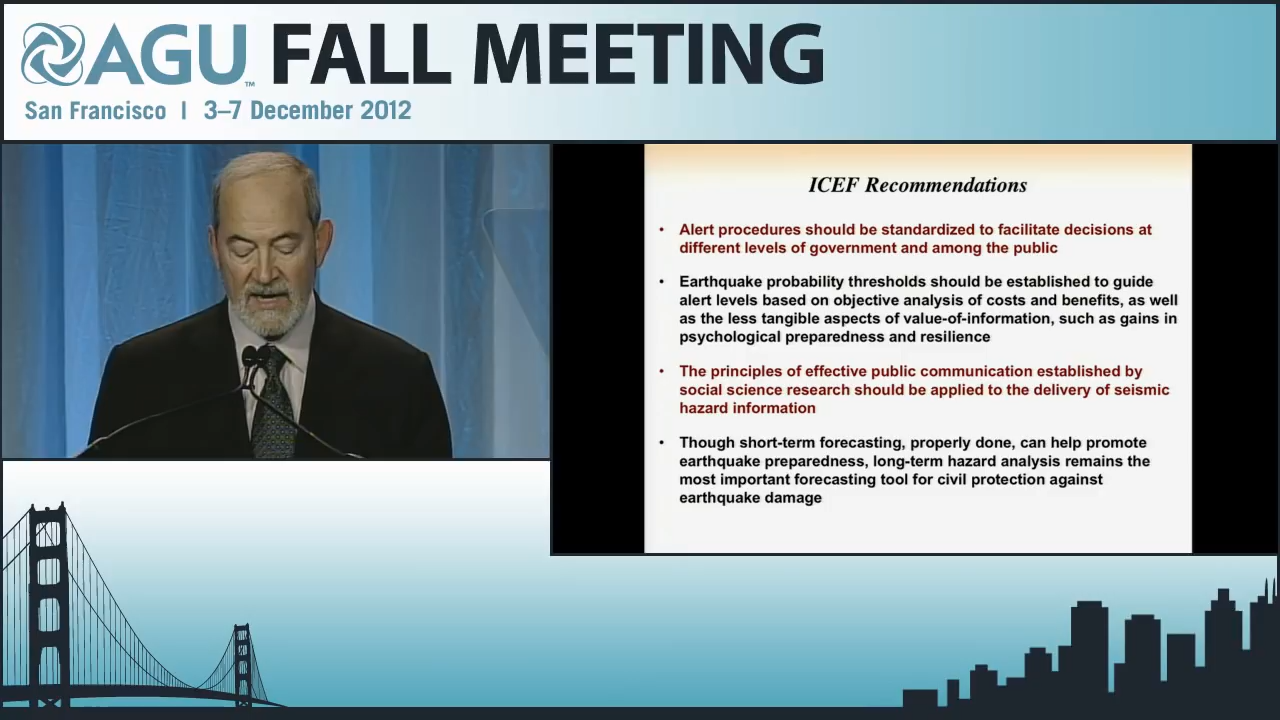 AGU™ FALL MEETING
San Francisco | 3–7 December 2012
ICEF Recommendations
• Alert procedures should be standardized to facilitate decisions at
different levels of government and among the public
• Earthquake probability thresholds should be established to guide
alert levels based on objective analysis of costs and benefits, as well
as the less tangible aspects of value-of-information, such as gains in
psychological preparedness and resilience
• The principles of effective public communication established by
social science research should be applied to the delivery of seismic
hazard information
• Though short-term forecasting, properly done, can help promote
earthquake preparedness, long-term hazard analysis remains the
most important forecasting tool for civil protection against
earthquake damage